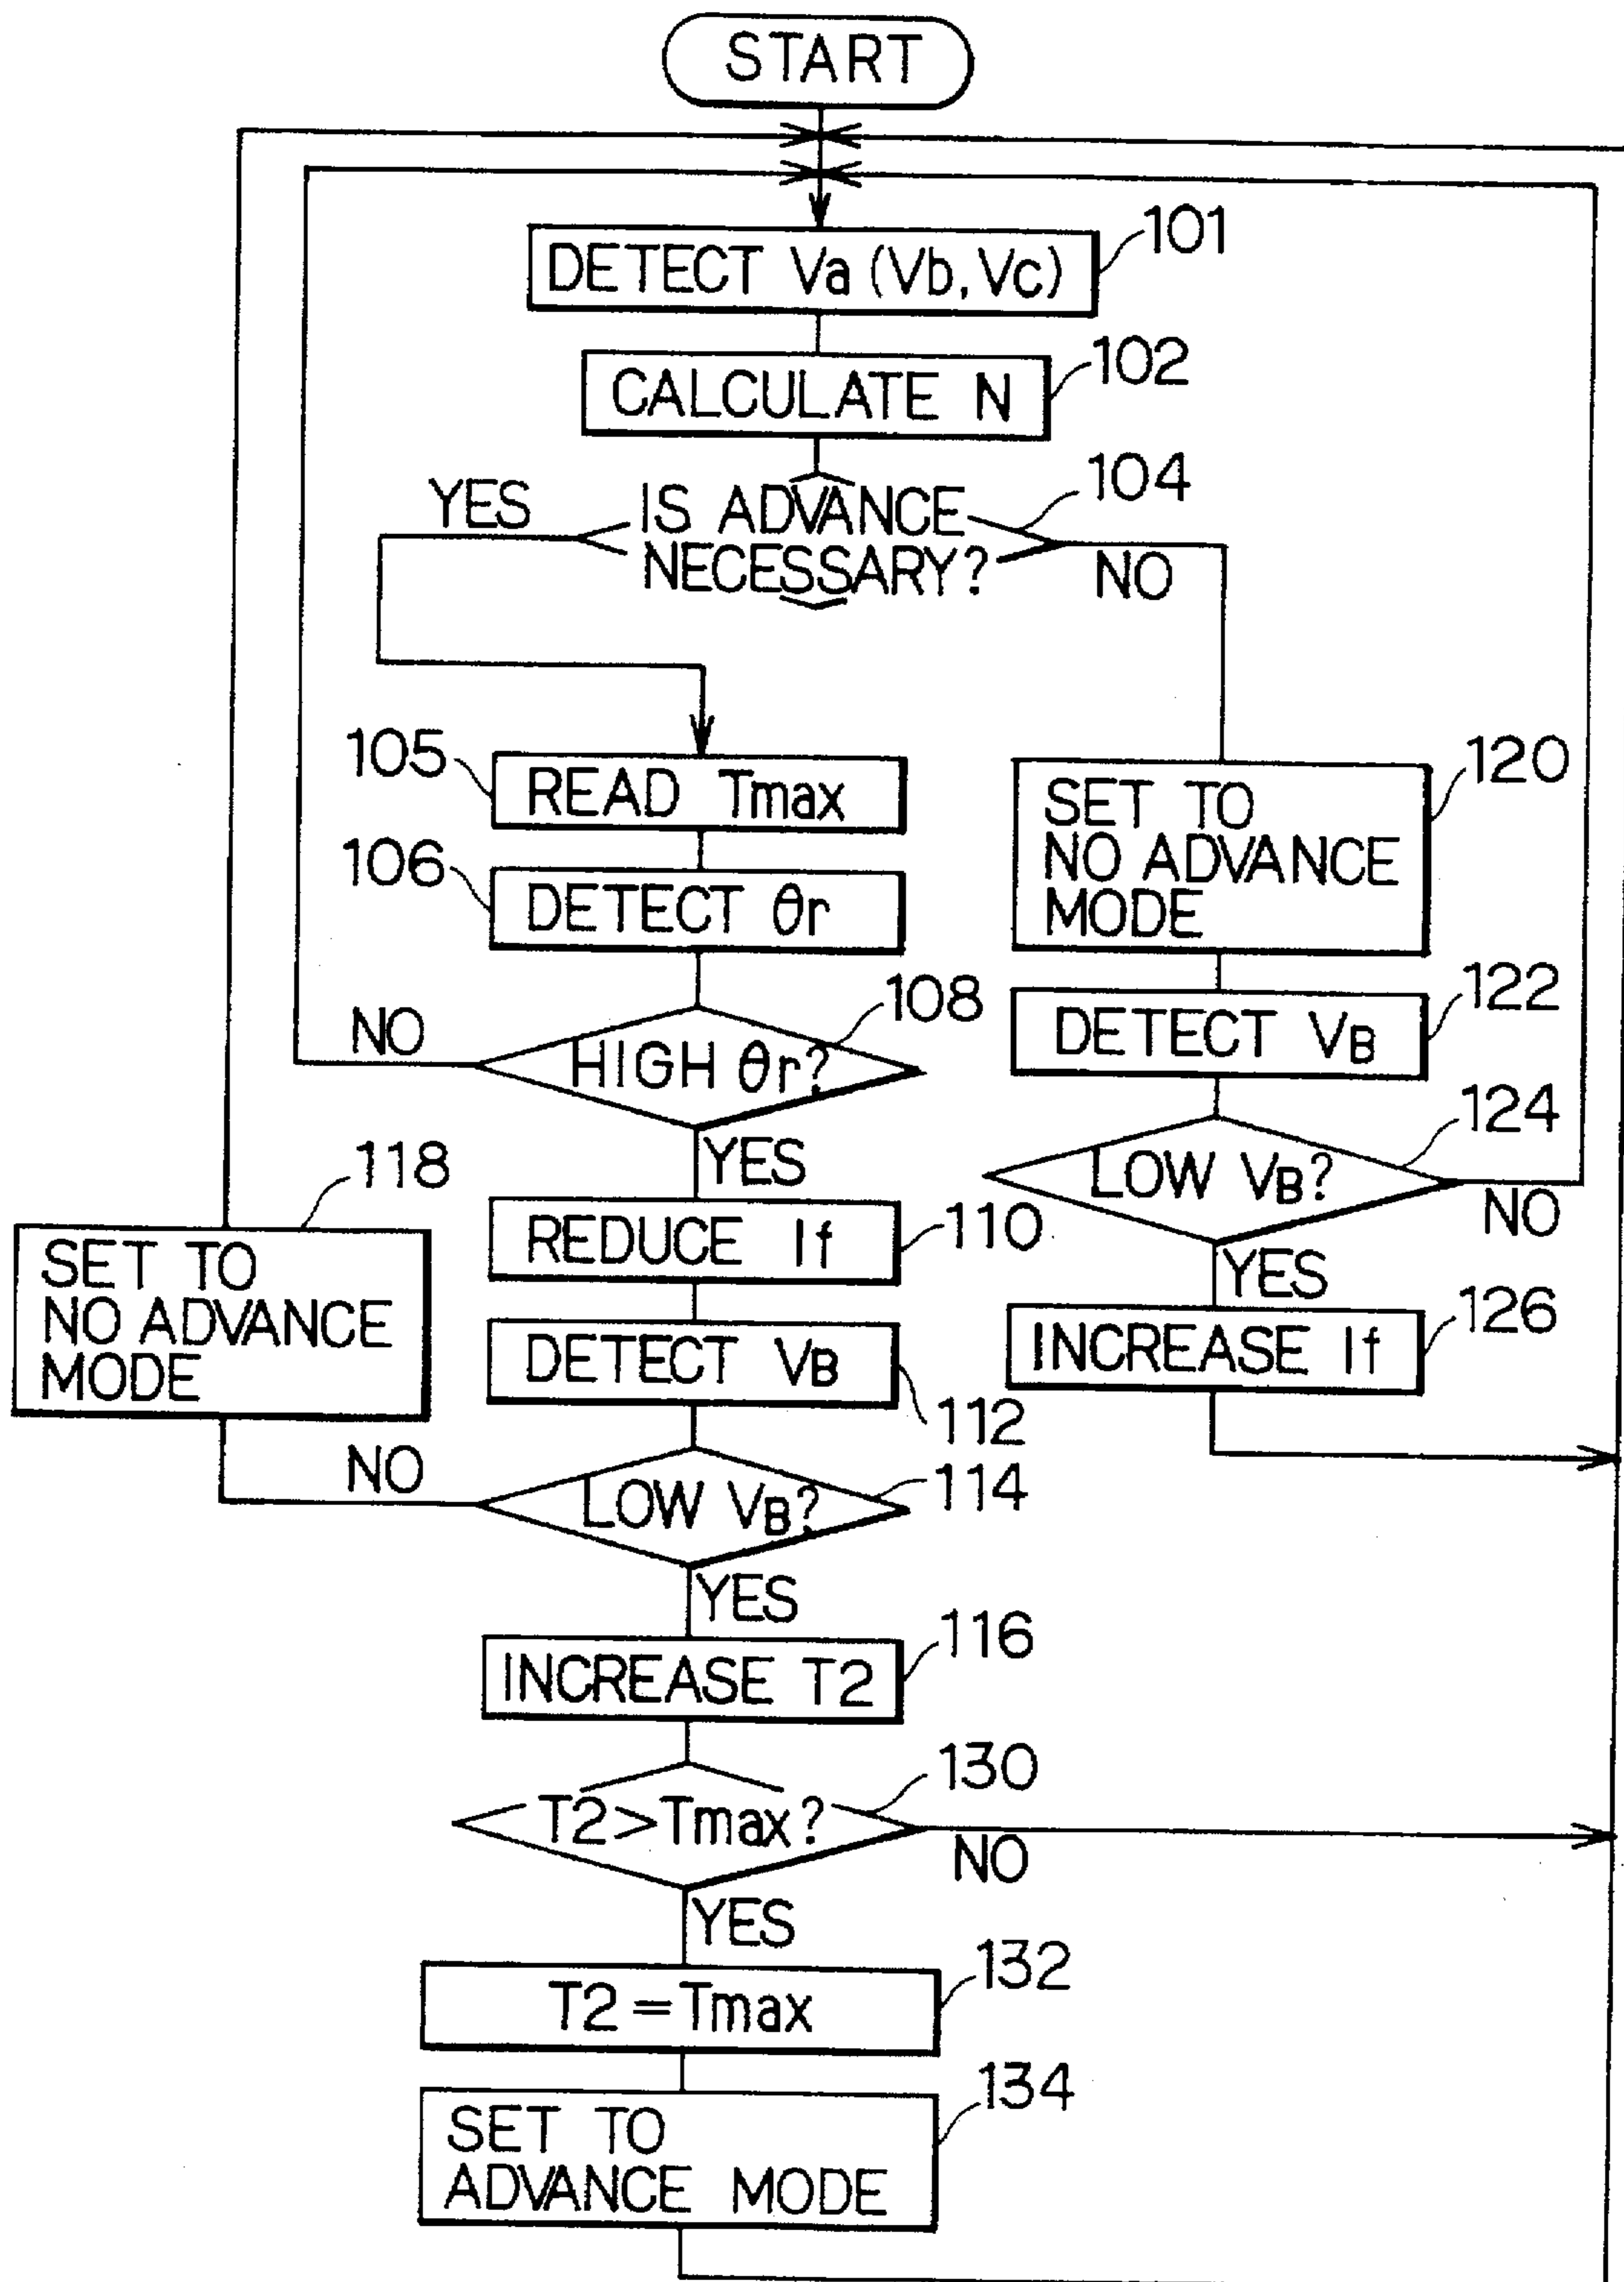 START
101
DETECT Va (Vb, Vc)
102
CALCULATE N
104
YES
IS ADVANCE
NECESSARY?
NO
105
READ Tmax
120
SET TO
NO ADVANCE
MODE
106
DETECT θr
108
NO
HIGH θr?
122
DETECT VB
124
LOW VB?
NO
YES
118
SET TO
NO ADVANCE
MODE
YES
REDUCE If
110
126
INCREASE If
DETECT VB
112
NO
114
LOW VB?
YES
116
INCREASE T2
130
T2>Tmax?
NO
YES
132
T2=Tmax
134
SET TO
ADVANCE MODE